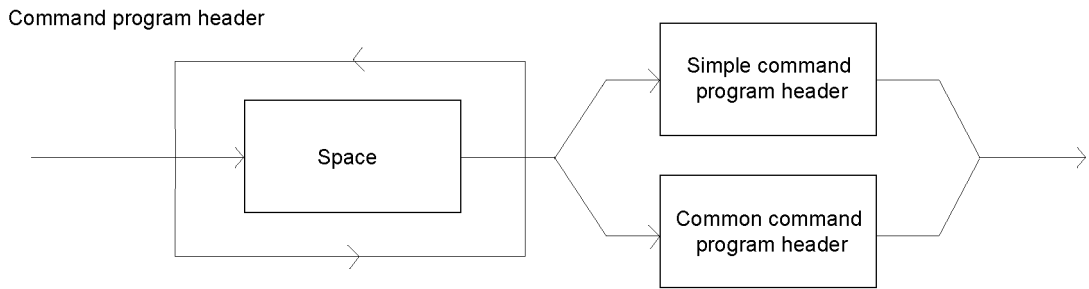 Command program header
Space
Simple command
program header
Common command
program header